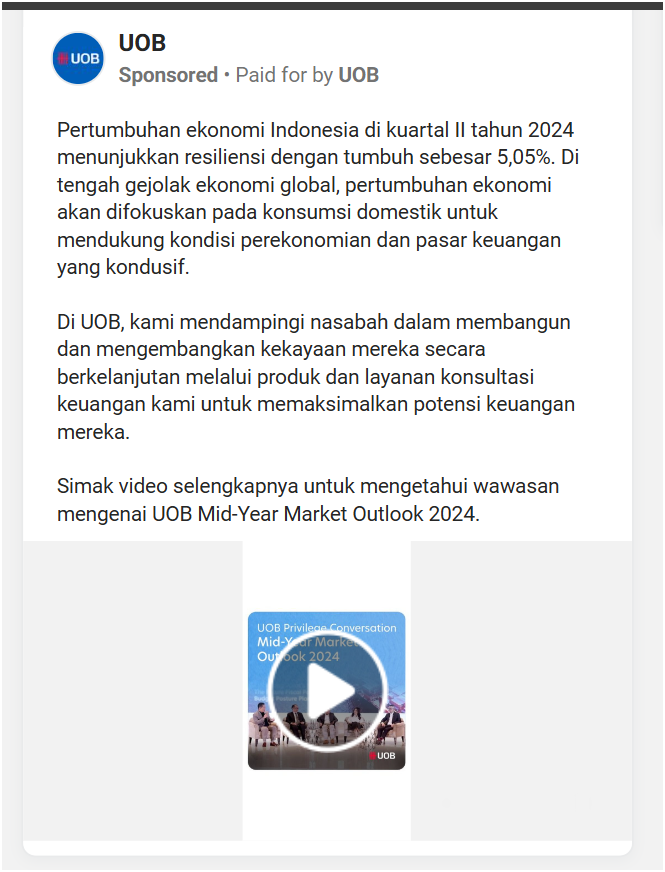 UOB
UOB
Sponsored • Paid for by UOB
Pertumbuhan ekonomi Indonesia di kuartal II tahun 2024
menunjukkan resiliensi dengan tumbuh sebesar 5,05%. Di
tengah gejolak ekonomi global, pertumbuhan ekonomi
akan difokuskan pada konsumsi domestik untuk
mendukung kondisi perekonomian dan pasar keuangan
yang kondusif.
Di UOB, kami mendampingi nasabah dalam membangun
dan mengembangkan kekayaan mereka secara
berkelanjutan melalui produk dan layanan konsultasi
keuangan kami untuk memaksimalkan potensi keuangan
mereka.
Simak video selengkapnya untuk mengetahui wawasan
mengenai UOB Mid-Year Market Outlook 2024.
UOB Privilege Conversation
Mid-Year Market
Outlook 2024
UOB